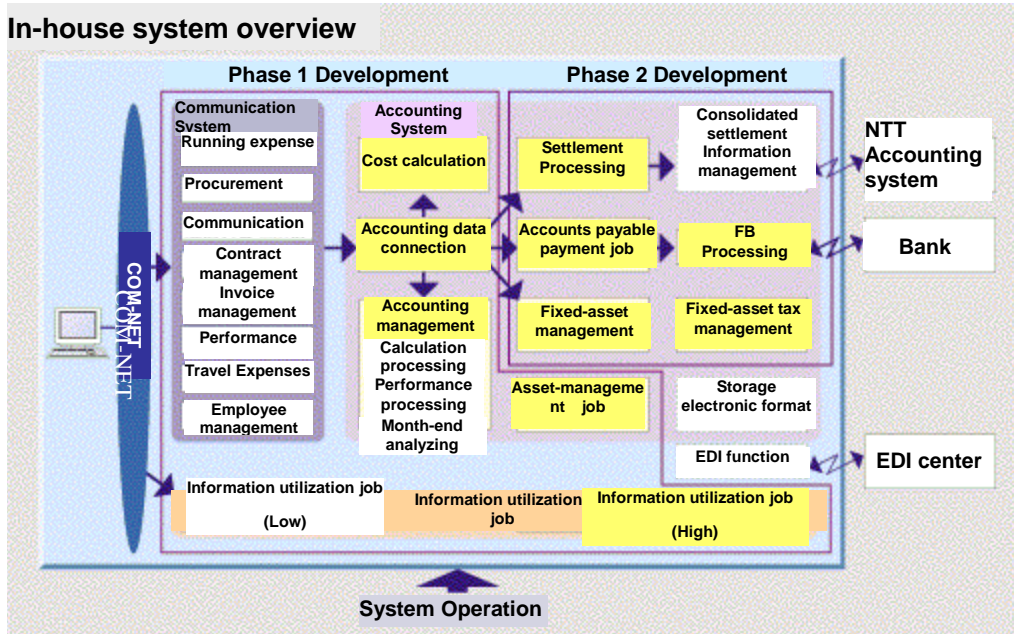 In-house system overview
Phase 1 Development
Phase 2 Development
Communication
System
Running expense
Procurement
Communication
Contract
management
Invoice
management
Performance
Travel Expenses
Employee
management
Accounting
System
Cost calculation
Accounting data
connection
Accounting
management
Calculation
processing
Performance
processing
Month-end
analyzing
Settlement
Processing
Accounts payable
payment job
Fixed-asset
management
Asset-manageme
nt job
Consolidated
settlement
Information
management
FB
Processing
Fixed-asset tax
management
Storage
electronic format
EDI function
NTT
Accounting
system
Bank
EDI center
COM-NET
COM-NET
Information utilization job
(Low)
Information utilization
job
Information utilization job
(High)
System Operation